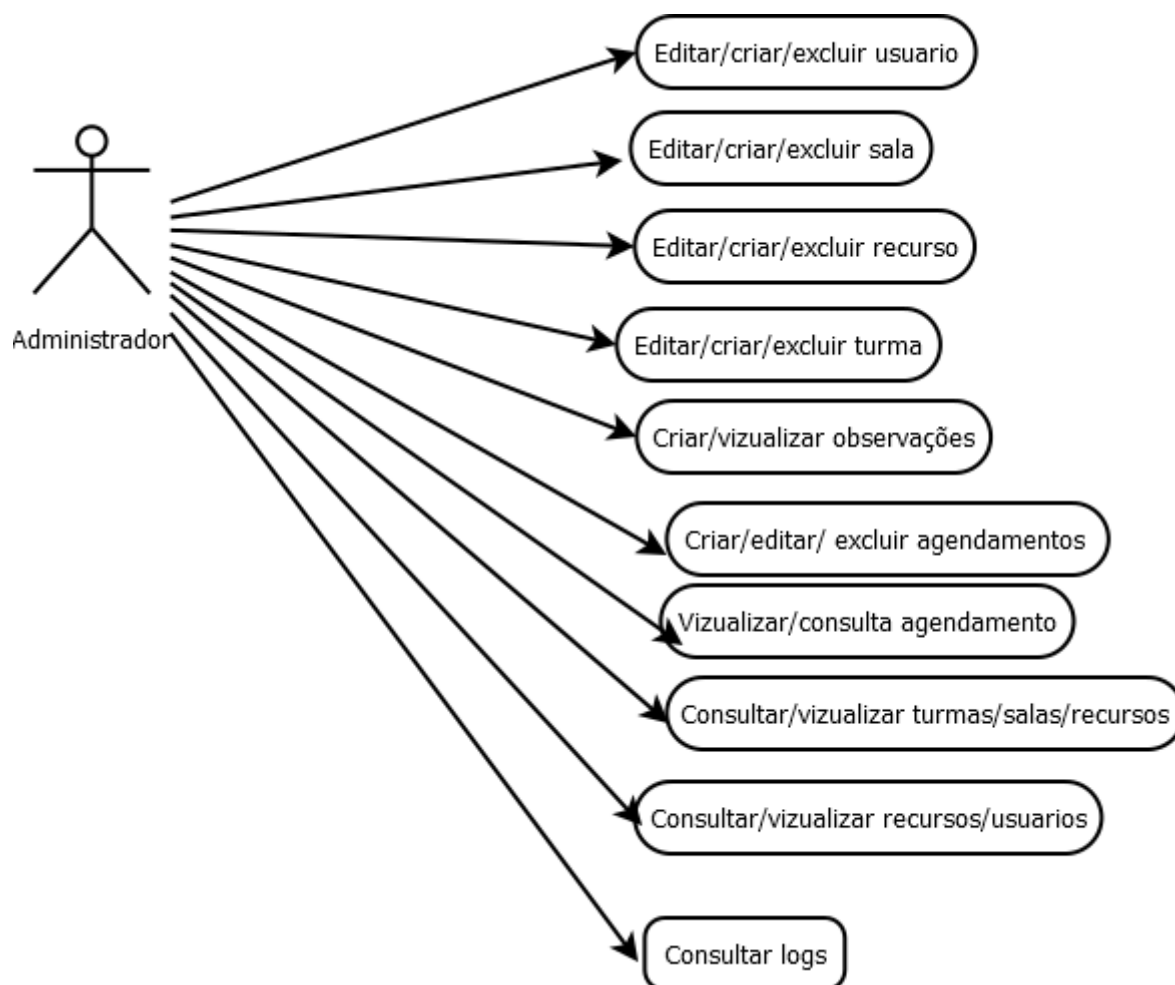 Editar/criar/excluir usuario
Editar/criar/excluir sala
Editar/criar/excluir recurso
Administrador
Editar/criar/excluir turma
Criar/vizualizar observações
Criar/editar/ excluir agendamentos
Vizualizar/consulta agendamento
Consultar/vizualizar turmas/salas/recursos
Consultar/vizualizar recursos/usuarios
Consultar logs